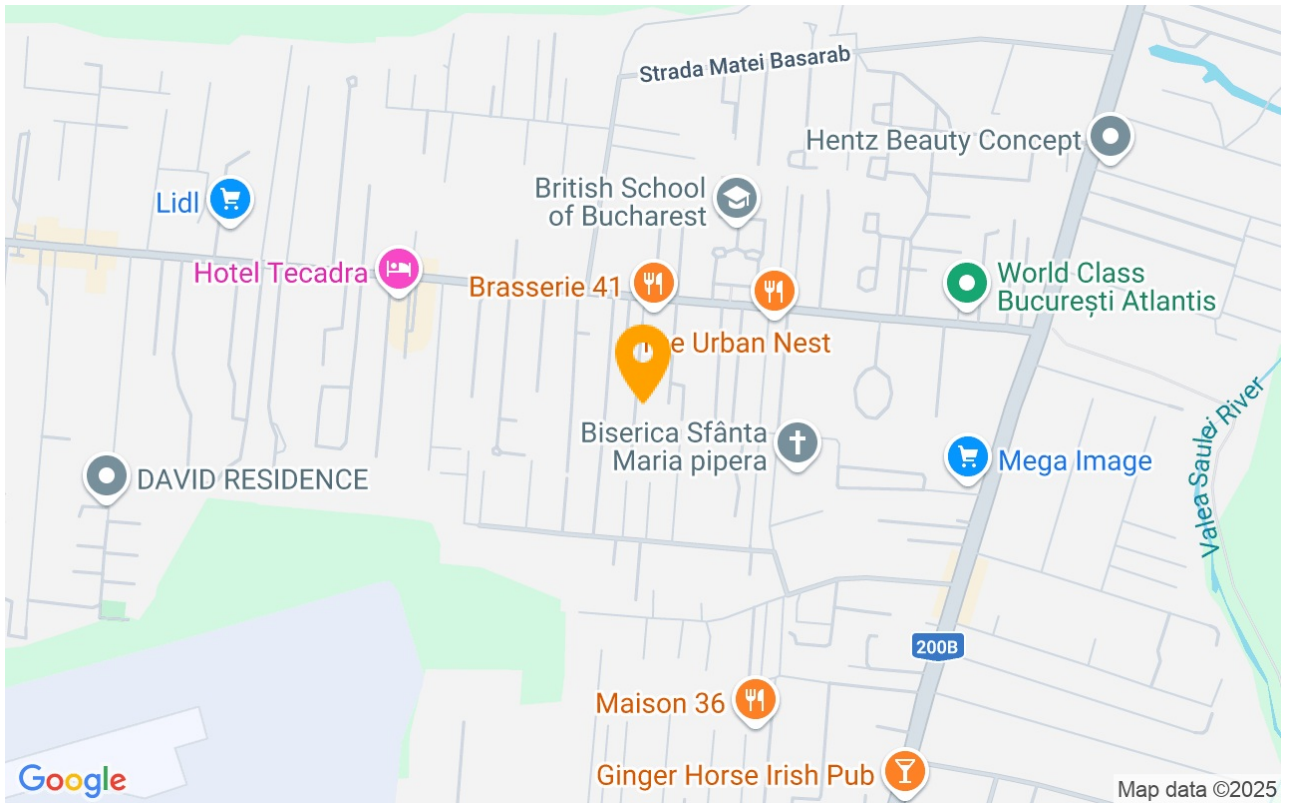 Strada Matei Basarab
Hentz Beauty Concept
British School
of Bucharest
Lidl
Hotel Tecadra
Brasserie 41
World Class
București Atlantis
e Urban Nest
Biserica Sfânta
Maria pipera
Mega Image
DAVID RESIDENCE
Valea Saulei River
200B
Maison 36
Ginger Horse Irish Pub
Google
Map data ©2025